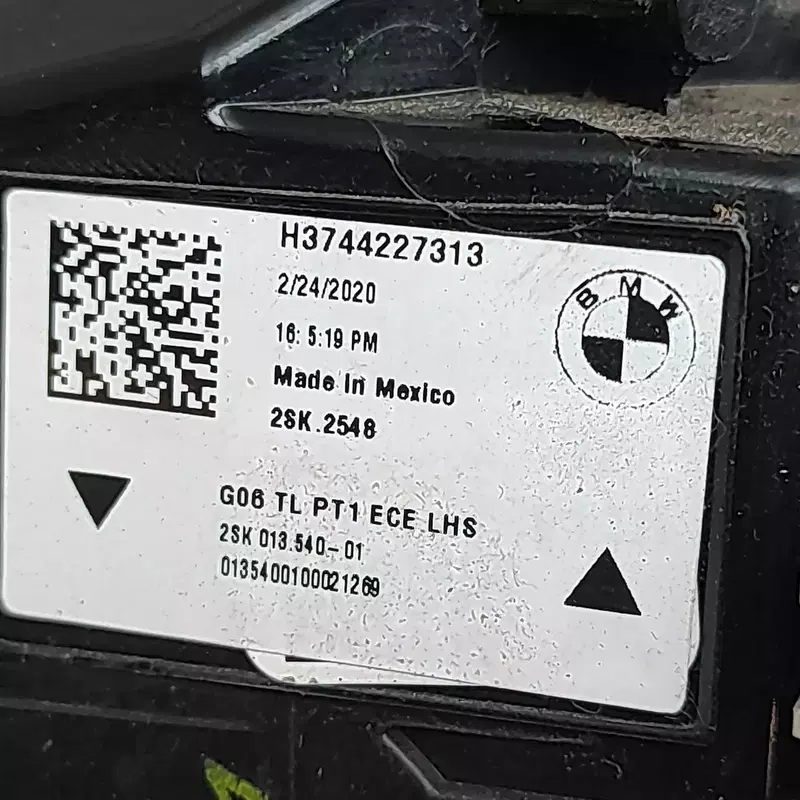 H3744227313
2/24/2020
16: 5:19 PM
Made In Mexico
2SK.2548
BMW
G06 TL PT1 ECE LHS
2SK 013.540-01
0135400100021269